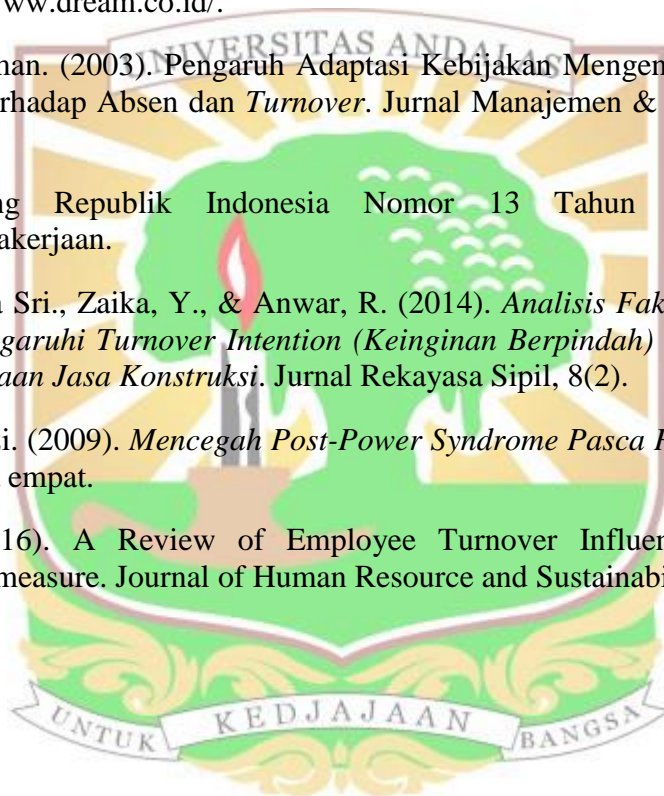 ww.dream.co.id/.
UNIVERSITAS ANDALAS
nan. (2003). Pengaruh Adaptasi Kebijakan Mengen
rhadap Absen dan Turnover. Jurnal Manajemen &
ng Republik Indonesia Nomor 13 Tahun
akerjaan.
a Sri., Zaika, Y., & Anwar, R. (2014). Analisis Fak
garuhi Turnover Intention (Keinginan Berpindah)
aan Jasa Konstruksi. Jurnal Rekayasa Sipil, 8(2).
i. (2009). Mencegah Post-Power Syndrome Pasca P
empat.
16). A Review of Employee Turnover Influen
measure. Journal of Human Resource and Sustainabi
UNTUK KEDJAJAAN BANGSA